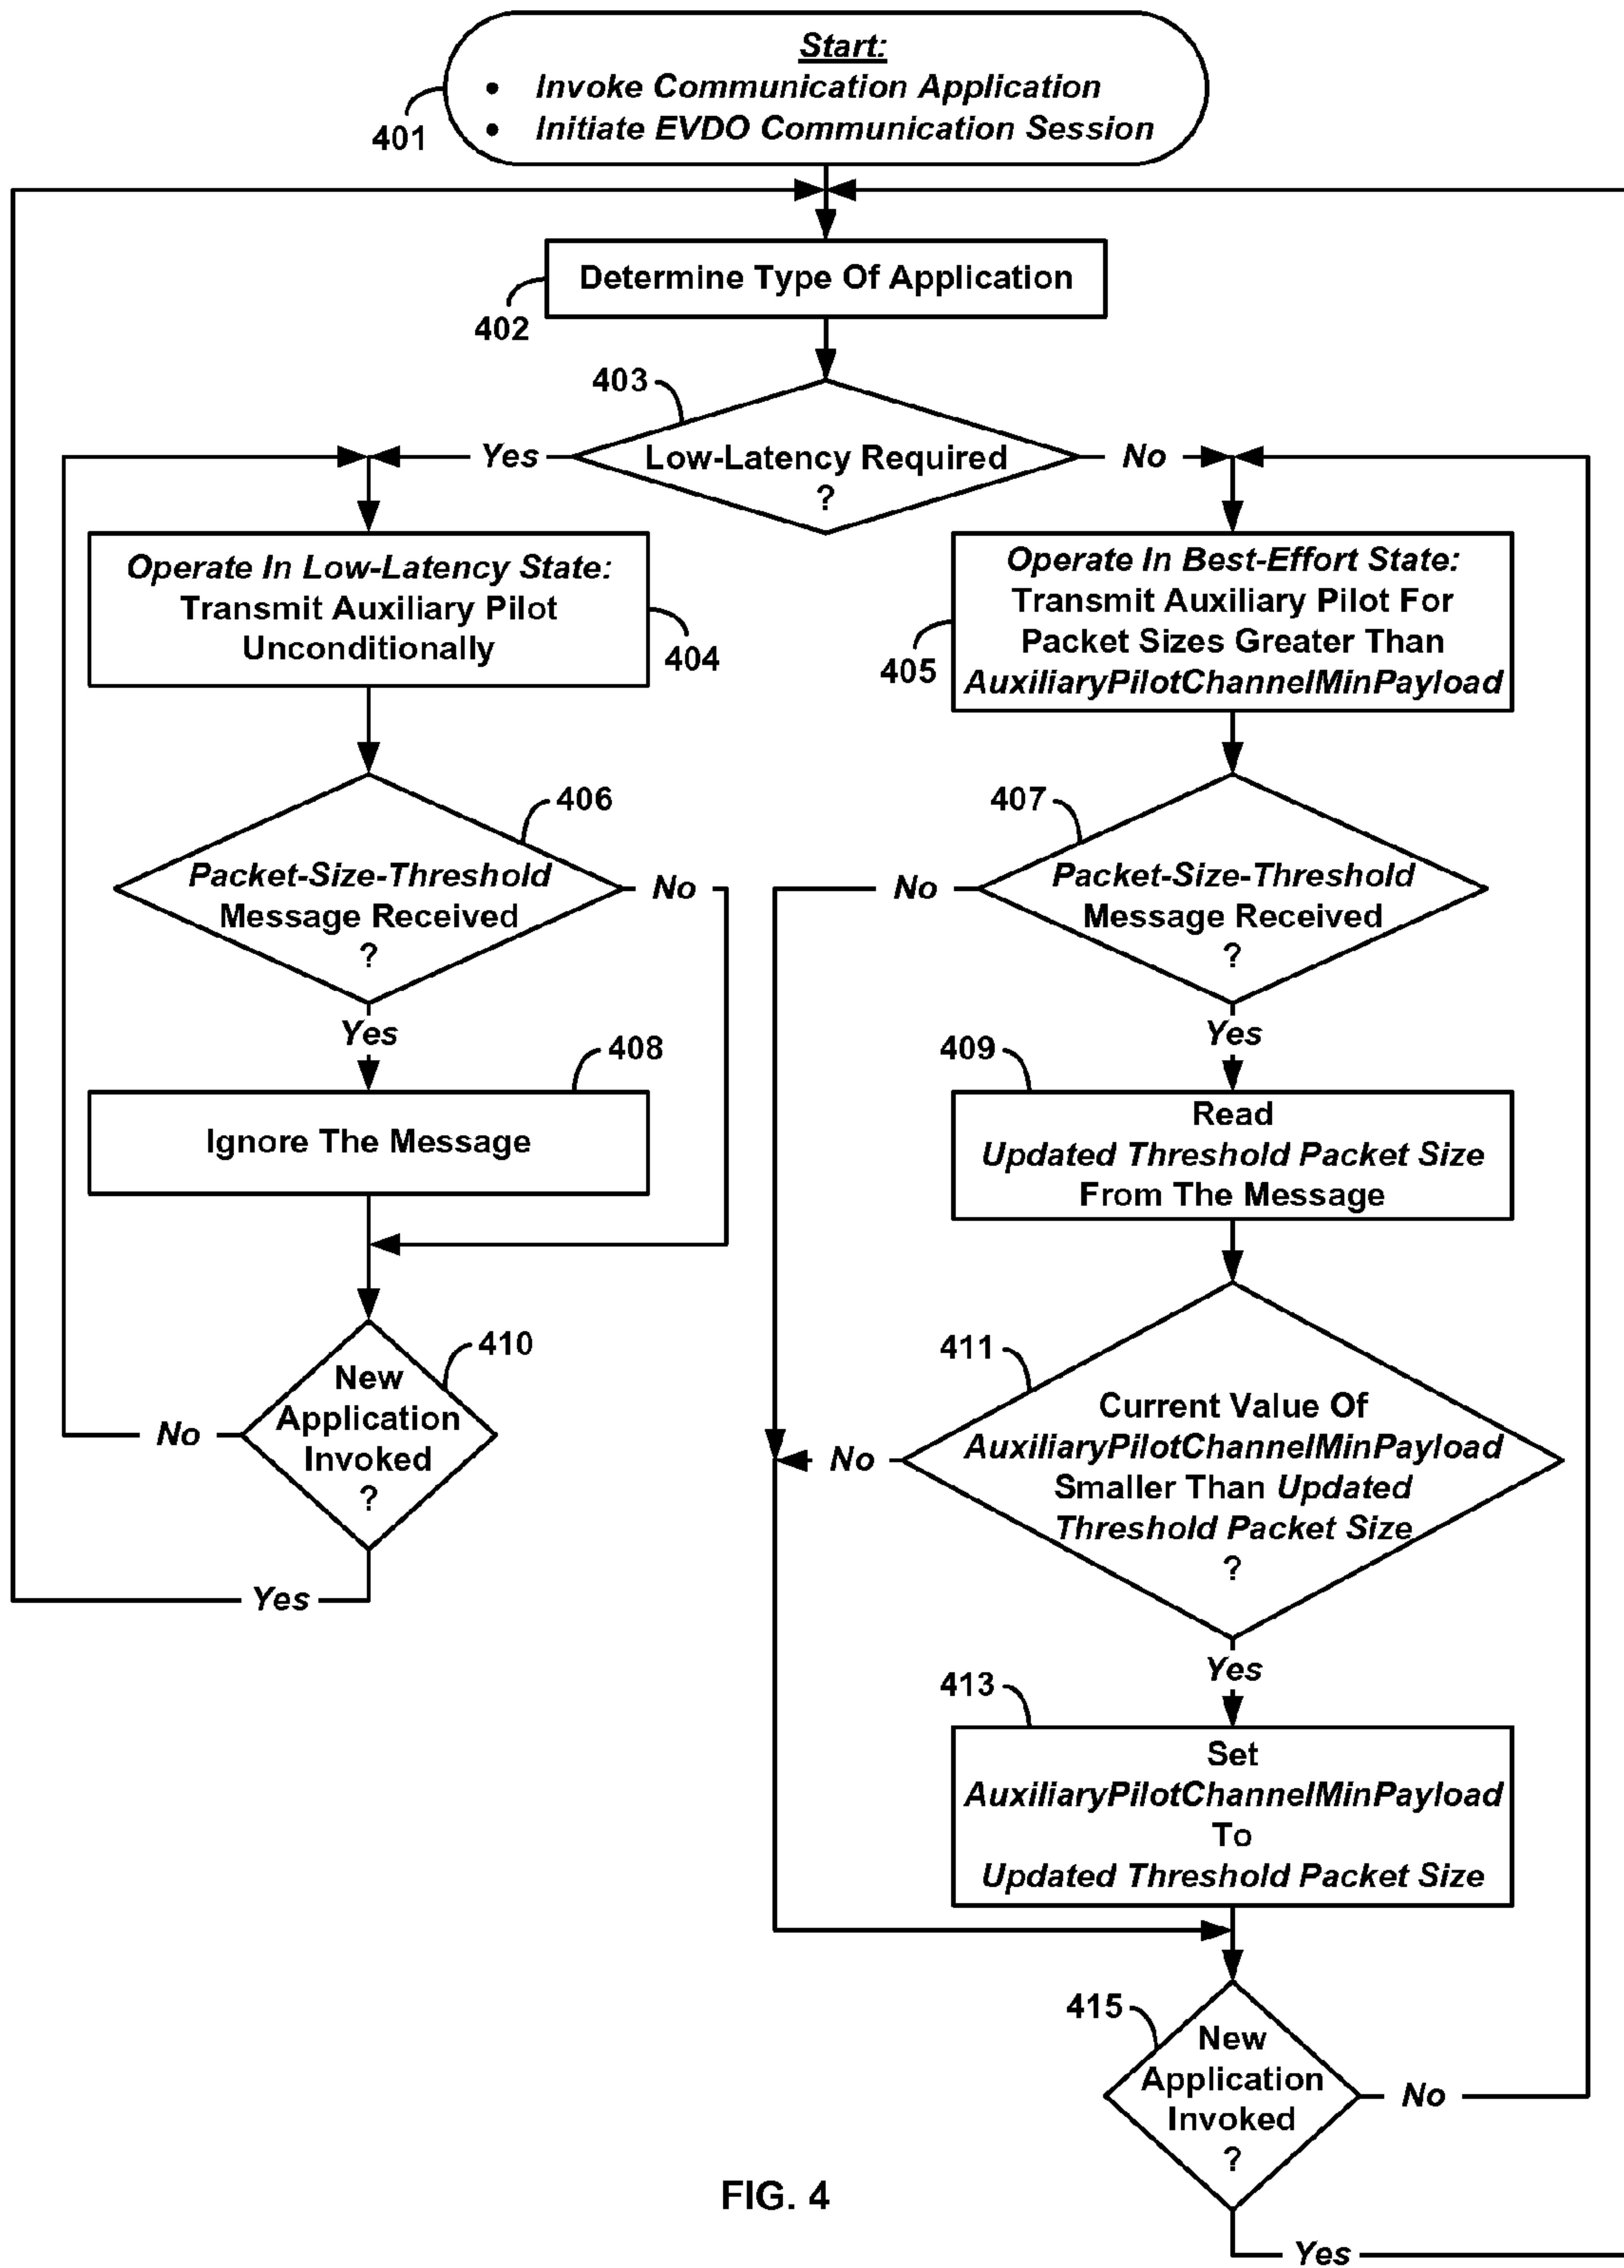 Start:
• Invoke Communication Application
• Initiate EVDO Communication Session
401
Determine Type Of Application
402
403
Low-Latency Required
?
Yes
No
Operate In Low-Latency State:
Transmit Auxiliary Pilot
Unconditionally
404
Operate In Best-Effort State:
Transmit Auxiliary Pilot For
Packet Sizes Greater Than
AuxiliaryPilotChannelMinPayload
405
406
Packet-Size-Threshold
Message Received
?
No
Yes
407
Packet-Size-Threshold
Message Received
?
No
Yes
408
Ignore The Message
409
Read
Updated Threshold Packet Size
From The Message
410
New
Application
Invoked
?
No
Yes
411
Current Value Of
AuxiliaryPilotChannelMinPayload
Smaller Than Updated
Threshold Packet Size
?
No
Yes
413
Set
AuxiliaryPilotChannelMinPayload
To
Updated Threshold Packet Size
415
New
Application
Invoked
?
No
Yes
FIG. 4